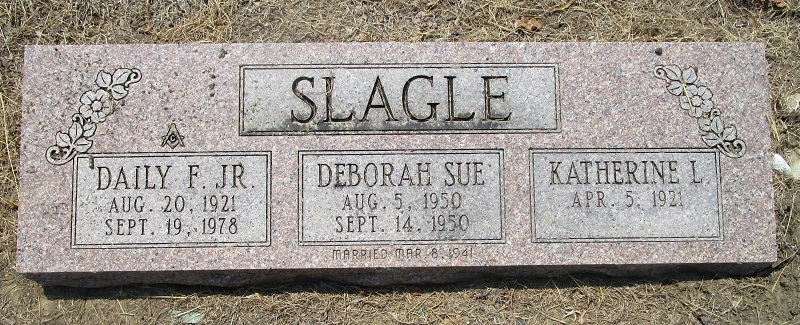 SLAGLE
DAILY F. JR.
AUG. 20, 1921
SEPT. 19, 1978
DEBORAH SUE
AUG. 5, 1950
SEPT. 14, 1950
KATHERINE L.
APR. 5, 1921
MARRIED MAR. 8, 1941